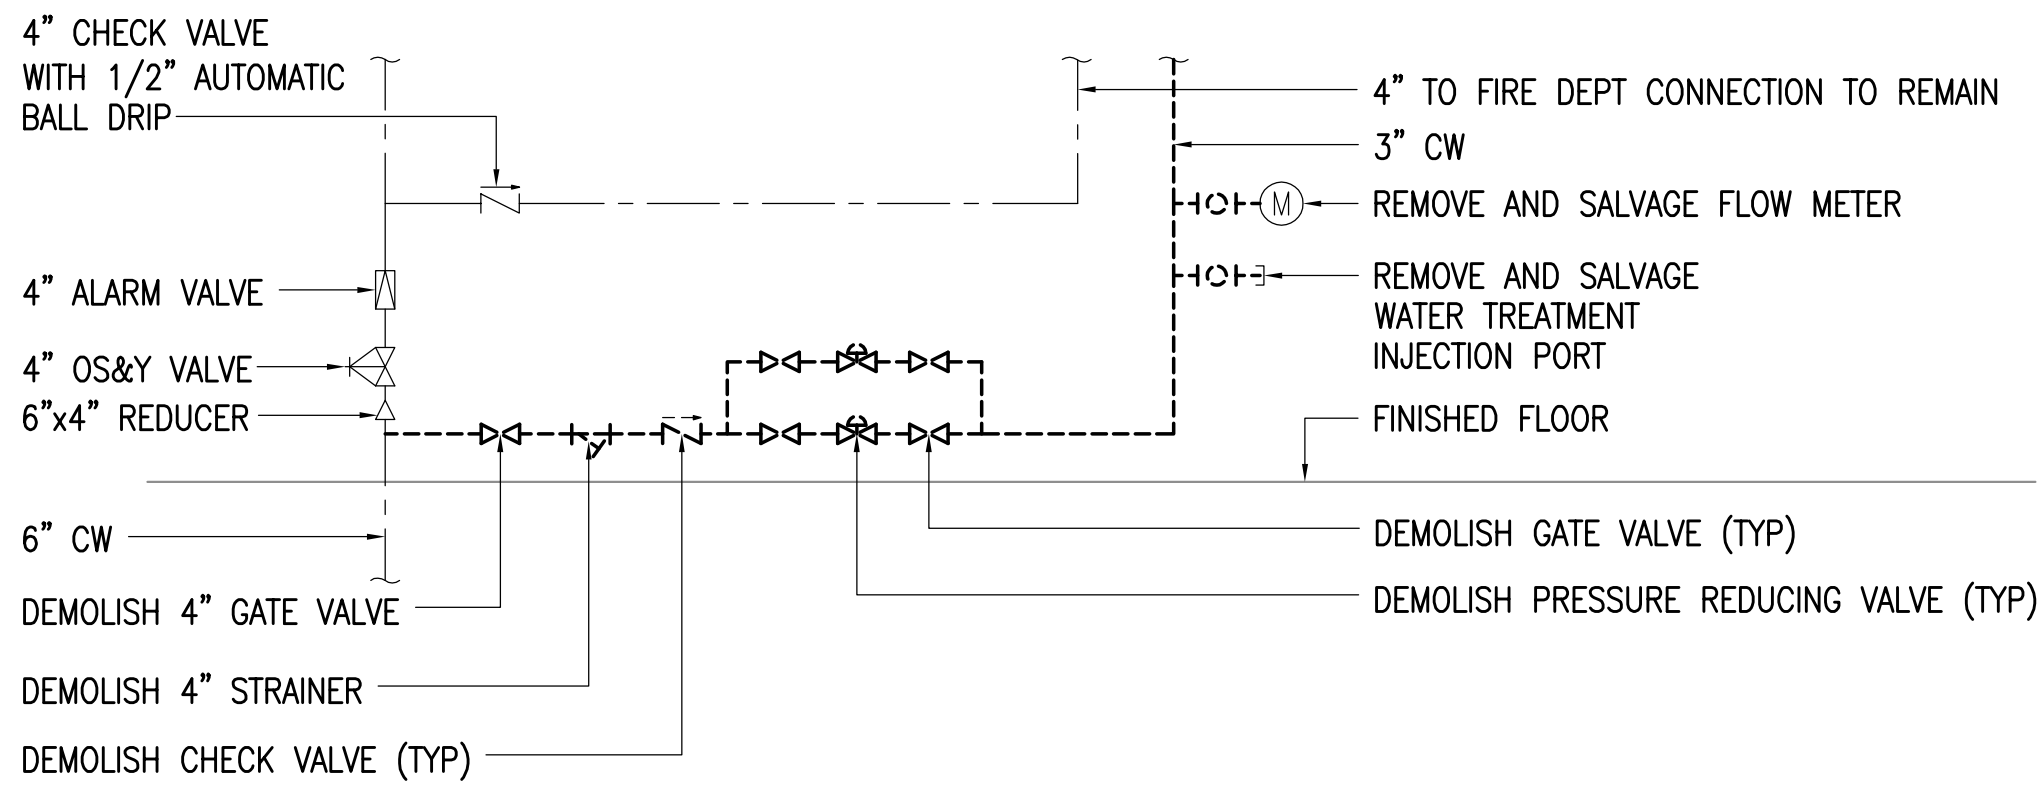 4” CHECK VALVE
WITH 1/2” AUTOMATIC
BALL DRIP
4” ALARM VALVE
4” OS&Y VALVE
6”x4” REDUCER
6” CW
DEMOLISH 4” GATE VALVE
DEMOLISH 4” STRAINER
DEMOLISH CHECK VALVE (TYP)
4” TO FIRE DEPT CONNECTION TO REMAIN
3” CW
M
REMOVE AND SALVAGE FLOW METER
REMOVE AND SALVAGE
WATER TREATMENT
INJECTION PORT
FINISHED FLOOR
DEMOLISH GATE VALVE (TYP)
DEMOLISH PRESSURE REDUCING VALVE (TYP)